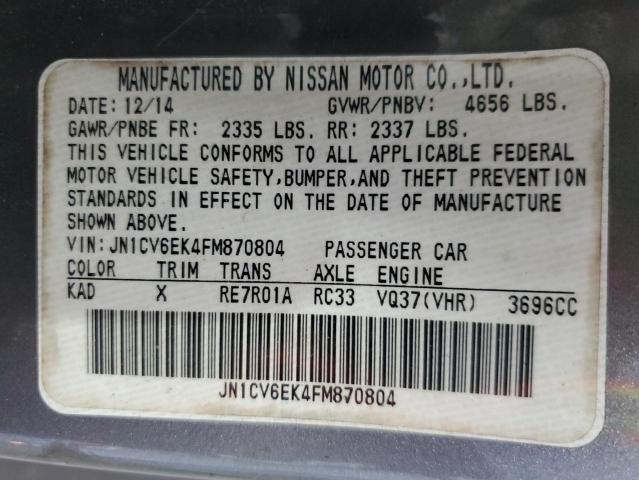 MANUFACTURED BY NISSAN MOTOR CO.,LTD.
DATE: 12/14 GVWR/PNBV: 4656 LBS.
GAWR/PNBE FR: 2335 LBS. RR: 2337 LBS.
THIS VEHICLE CONFORMS TO ALL APPLICABLE FEDERAL
MOTOR VEHICLE SAFETY,BUMPER,AND THEFT PREVENTION
STANDARDS IN EFFECT ON THE DATE OF MANUFACTURE
SHOWN ABOVE.
VIN: JN1CV6EK4FM870804 PASSENGER CAR
COLOR TRIM TRANS AXLE ENGINE
KAD X RE7R01A RC33 VQ37(VHR) 3696CC
JN1CV6EK4FM870804